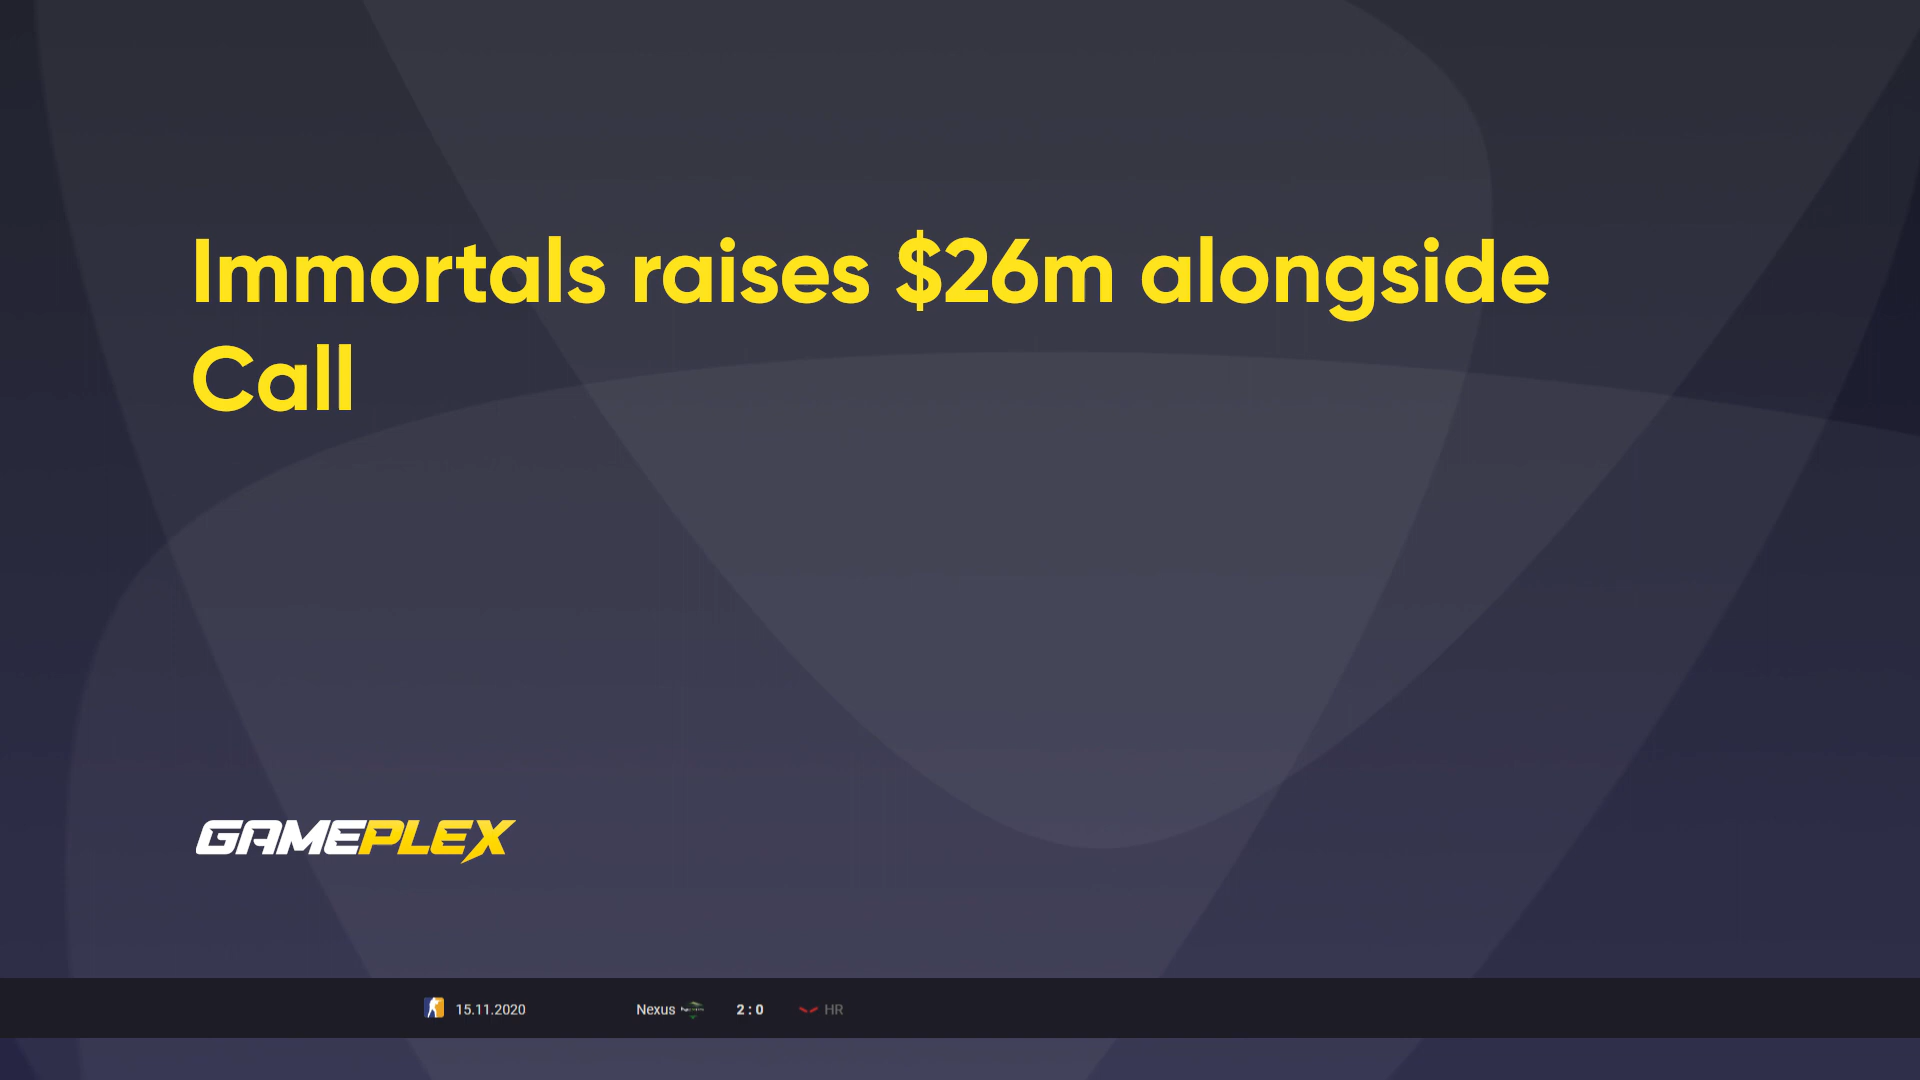 Immortals raises $26m alongside
Call
GAMEPLEX
15.11.2020 Nexus 2 : 0 HR